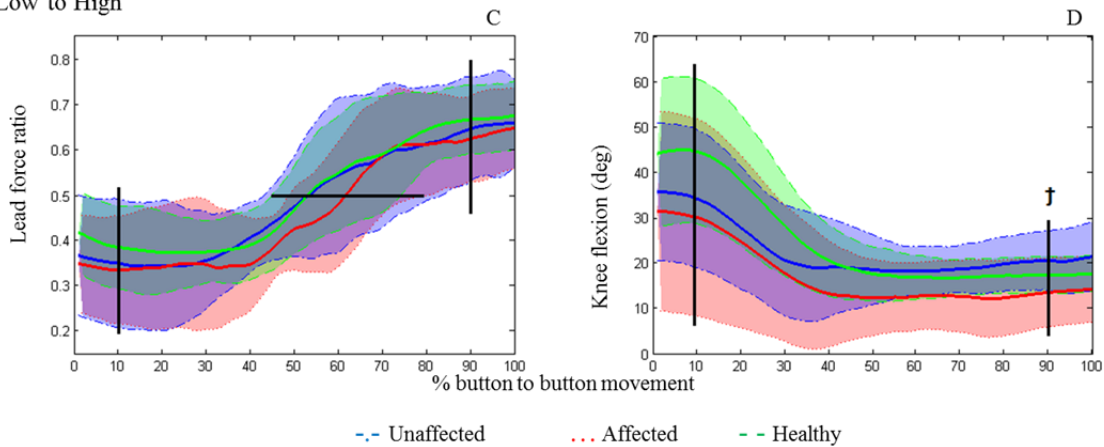 Low to High
C
D
Lead force ratio
0.8
0.7
0.6
0.5
0.4
0.3
0.2
0 10 20 30 40 50 60 70 80 90 100
Knee flexion (deg)
70
60
50
40
30
20
10
0
0 10 20 30 40 50 60 70 80 90 100
†
% button to button movement
Unaffected Affected Healthy